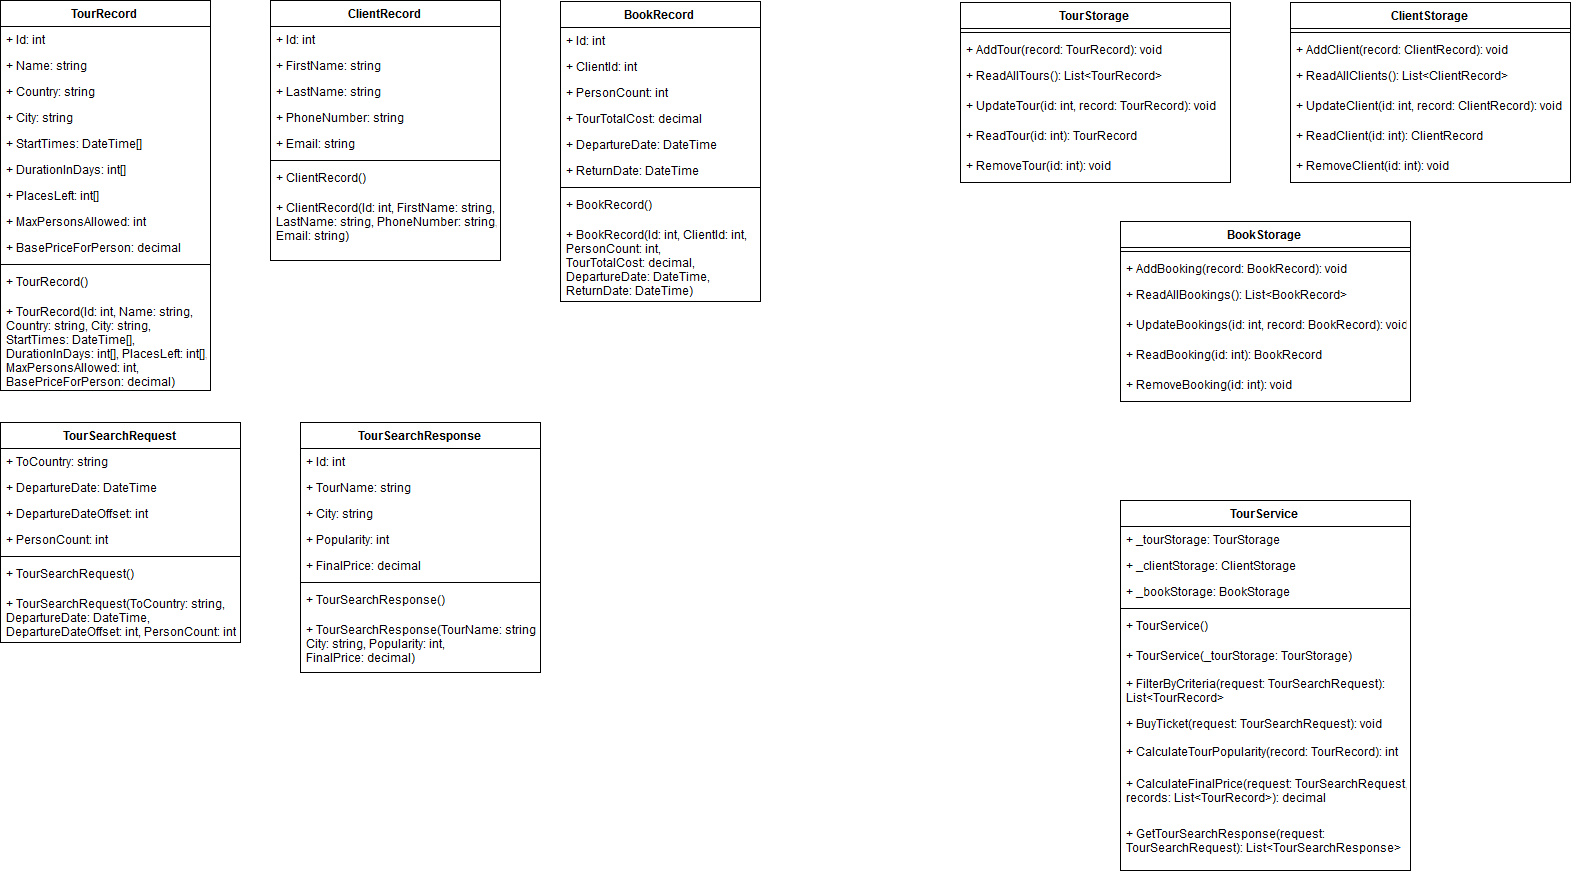 TourRecord
+ Id: int
+ Name: string
+ Country: string
+ City: string
+ StartTimes: DateTime[]
+ DurationInDays: int[]
+ PlacesLeft: int[]
+ MaxPersonsAllowed: int
+ BasePriceForPerson: decimal
+ TourRecord()
+ TourRecord(Id: int, Name: string,
Country: string, City: string,
StartTimes: DateTime[],
DurationInDays: int[], PlacesLeft: int[]
MaxPersonsAllowed: int,
BasePriceForPerson: decimal)
ClientRecord
+ Id: int
+ FirstName: string
+ LastName: string
+ PhoneNumber: string
+ Email: string
+ ClientRecord()
+ ClientRecord(Id: int, FirstName: string,
LastName: string, PhoneNumber: string,
Email: string)
BookRecord
+ Id: int
+ ClientId: int
+ PersonCount: int
+ TourTotalCost: decimal
+ DepartureDate: DateTime
+ ReturnDate: DateTime
+ BookRecord()
+ BookRecord(Id: int, ClientId: int,
PersonCount: int,
TourTotalCost: decimal,
DepartureDate: DateTime,
ReturnDate: DateTime)
TourStorage
+ AddTour(record: TourRecord): void
+ ReadAllTours(): List<TourRecord>
+ UpdateTour(id: int, record: TourRecord): void
+ ReadTour(id: int): TourRecord
+ RemoveTour(id: int): void
ClientStorage
+ AddClient(record: ClientRecord): void
+ ReadAllClients(): List<ClientRecord>
+ UpdateClient(id: int, record: ClientRecord): void
+ ReadClient(id: int): ClientRecord
+ RemoveClient(id: int): void
BookStorage
+ AddBooking(record: BookRecord): void
+ ReadAllBookings(): List<BookRecord>
+ UpdateBookings(id: int, record: BookRecord): void
+ ReadBooking(id: int): BookRecord
+ RemoveBooking(id: int): void
TourSearchRequest
+ ToCountry: string
+ DepartureDate: DateTime
+ DepartureDateOffset: int
+ PersonCount: int
+ TourSearchRequest()
+ TourSearchRequest(ToCountry: string,
DepartureDate: DateTime,
DepartureDateOffset: int, PersonCount: int
TourSearchResponse
+ Id: int
+ TourName: string
+ City: string
+ Popularity: int
+ FinalPrice: decimal
+ TourSearchResponse()
+ TourSearchResponse(TourName: string
City: string, Popularity: int,
FinalPrice: decimal)
TourService
+ _tourStorage: TourStorage
+ _clientStorage: ClientStorage
+ _bookStorage: BookStorage
+ TourService()
+ TourService(_tourStorage: TourStorage)
+ FilterByCriteria(request: TourSearchRequest):
List<TourRecord>
+ BuyTicket(request: TourSearchRequest): void
+ CalculateTourPopularity(record: TourRecord): int
+ CalculateFinalPrice(request: TourSearchRequest,
records: List<TourRecord>): decimal
+ GetTourSearchResponse(request:
TourSearchRequest): List<TourSearchResponse>